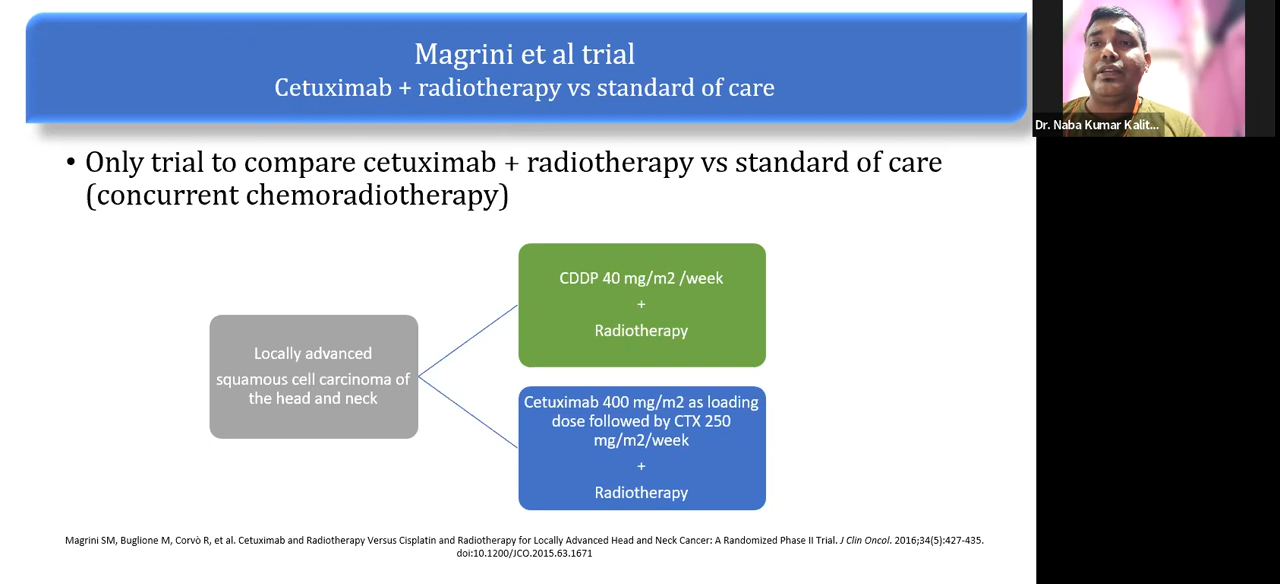 Magrini et al trial
Cetuximab + radiotherapy vs standard of care
Dr. Naba Kumar Kalit...
• Only trial to compare cetuximab + radiotherapy vs standard of care
(concurrent chemoradiotherapy)
Locally advanced
squamous cell carcinoma of
the head and neck
CDDP 40 mg/m2 /week
+
Radiotherapy
Cetuximab 400 mg/m2 as loading
dose followed by CTX 250
mg/m2/week
+
Radiotherapy
Magrini SM, Buglione M, Corvò R, et al. Cetuximab and Radiotherapy Versus Cisplatin and Radiotherapy for Locally Advanced Head and Neck Cancer: A Randomized Phase II Trial. J Clin Oncol. 2016;34(5):427-435.
doi:10.1200/JCO.2015.63.1671